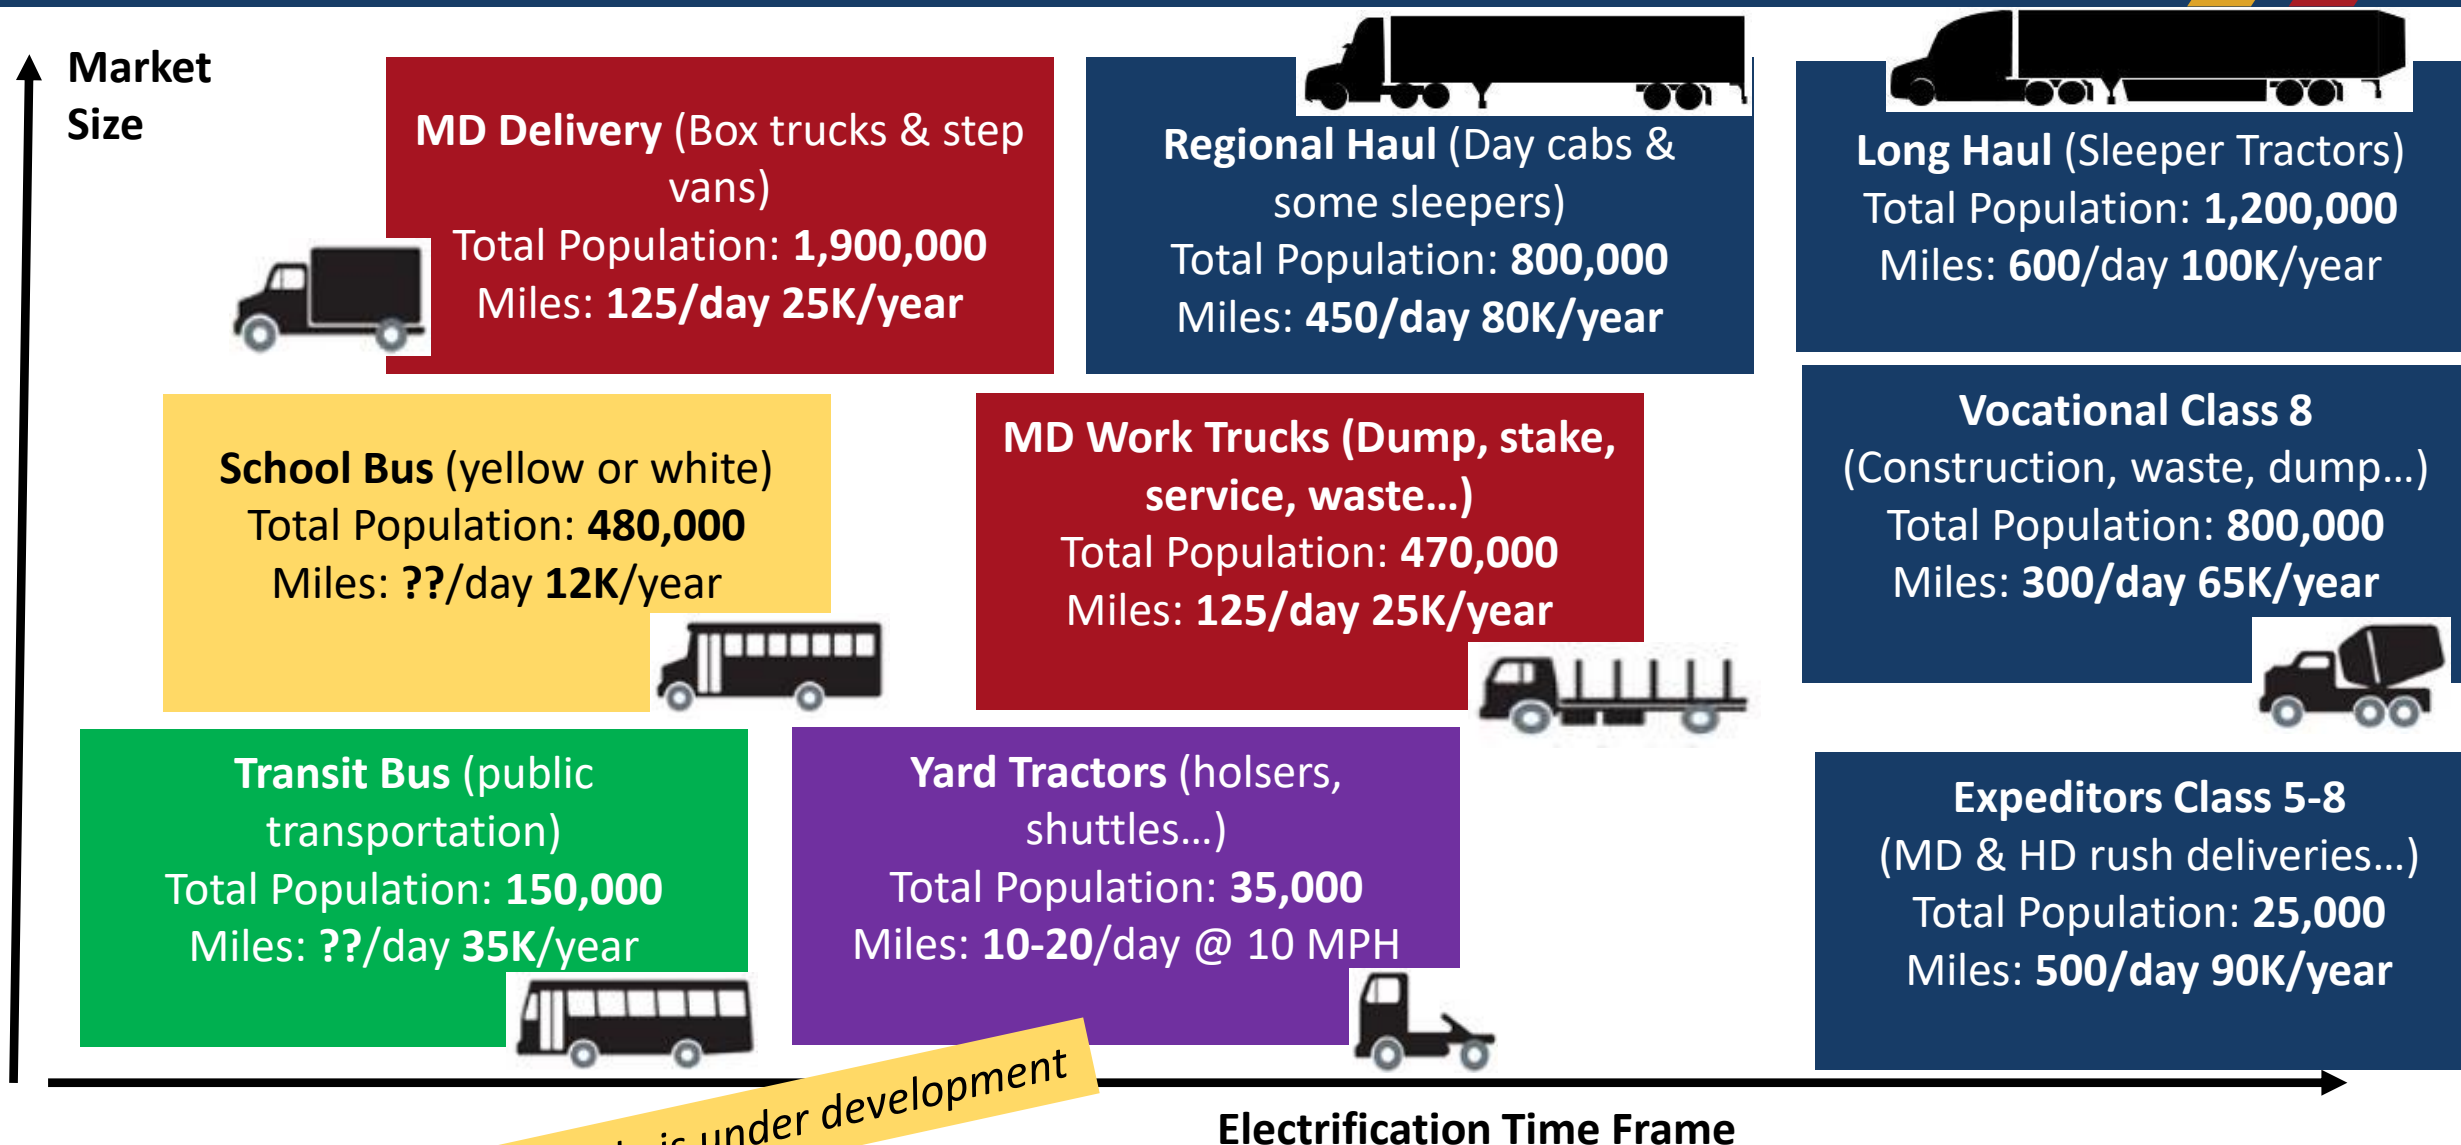 Market
Size
MD Delivery (Box trucks & step
vans)
Total Population: 1,900,000
Miles: 125/day 25K/year
Regional Haul (Day cabs &
some sleepers)
Total Population: 800,000
Miles: 450/day 80K/year
Long Haul (Sleeper Tractors)
Total Population: 1,200,000
Miles: 600/day 100K/year
School Bus (yellow or white)
Total Population: 480,000
Miles: ??/day 12K/year
MD Work Trucks (Dump, stake,
service, waste…)
Total Population: 470,000
Miles: 125/day 25K/year
Vocational Class 8
(Construction, waste, dump…)
Total Population: 800,000
Miles: 300/day 65K/year
Transit Bus (public
transportation)
Total Population: 150,000
Miles: ??/day 35K/year
Yard Tractors (holsers,
shuttles…)
Total Population: 35,000
Miles: 10-20/day @ 10 MPH
Expeditors Class 5-8
(MD & HD rush deliveries…)
Total Population: 25,000
Miles: 500/day 90K/year
is under development
Electrification Time Frame